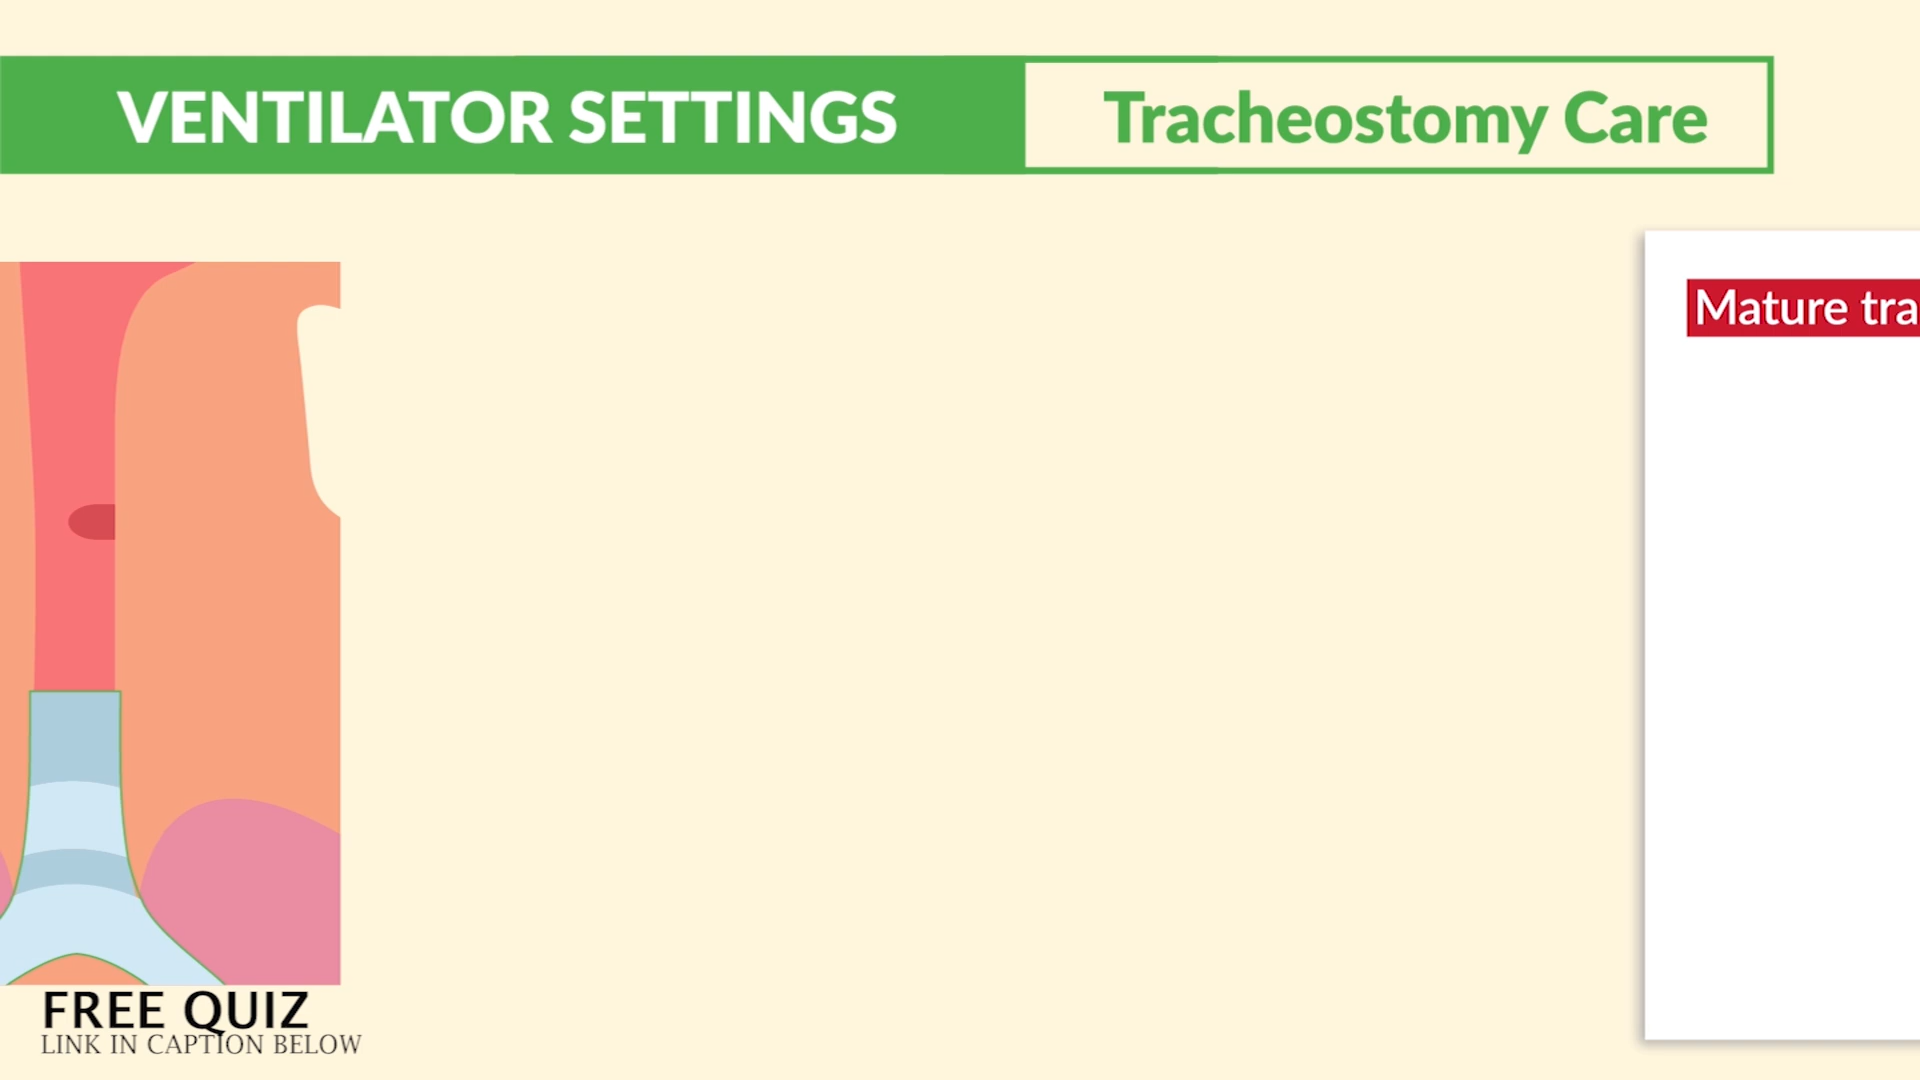 VENTILATOR SETTINGS Tracheostomy Care
Mature tra
FREE QUIZ
LINK IN CAPTION BELOW